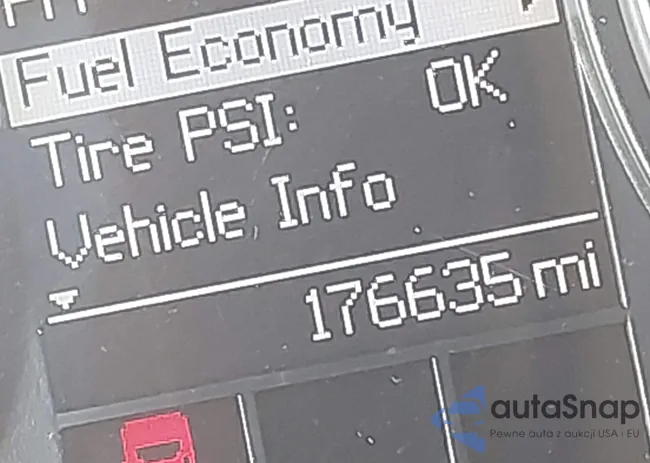 Fuel Economy
Tire PSI: OK
Vehicle Info
176635 mi
autaSnap
Pewne auta z aukcji USA i EU